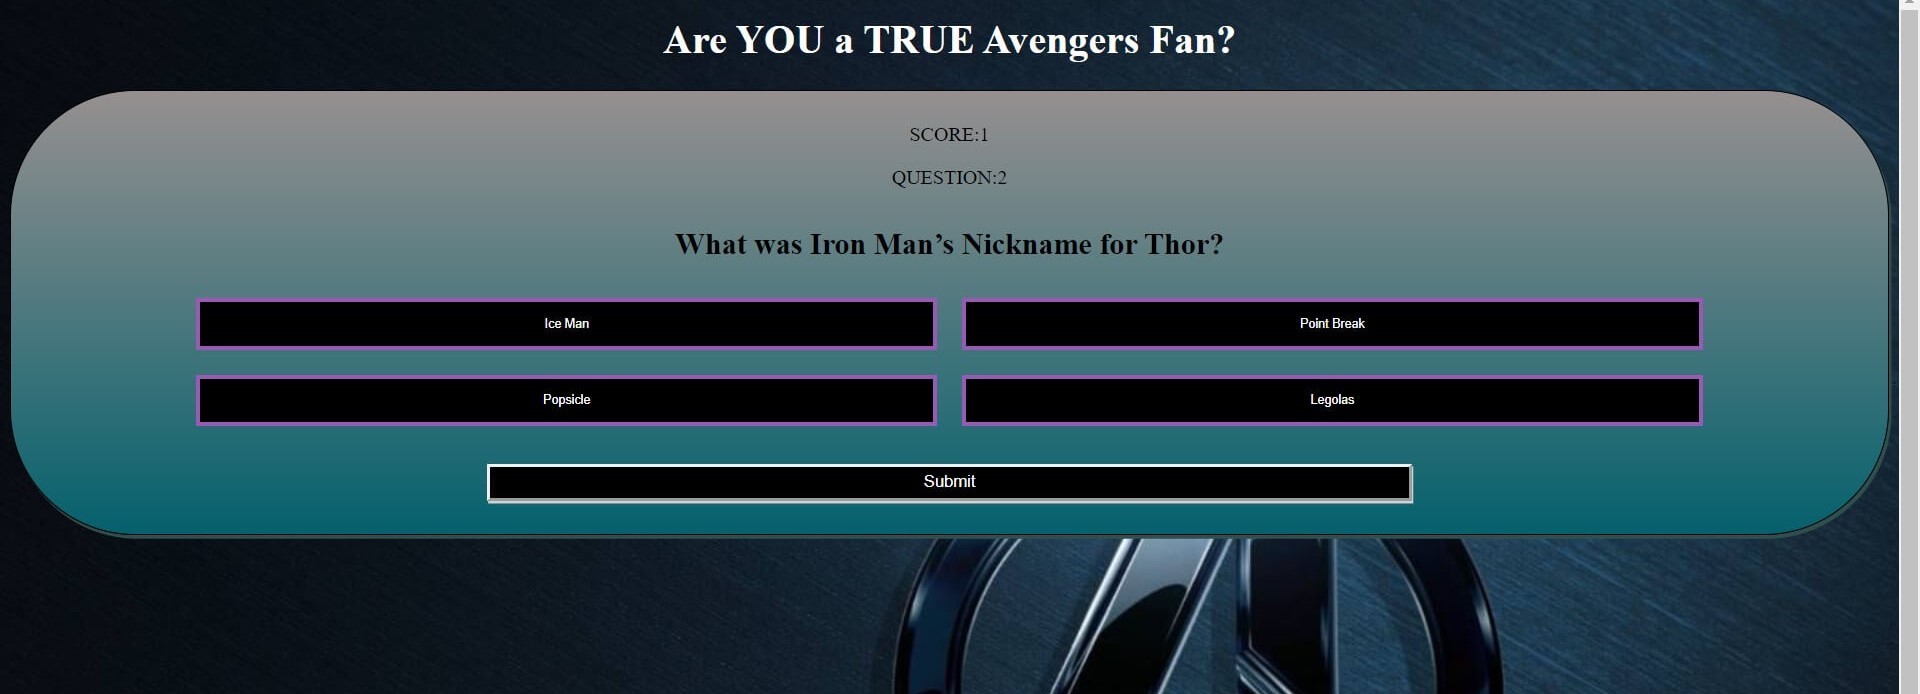 Are YOU a TRUE Avengers Fan?
SCORE:1
QUESTION:2
What was Iron Man’s Nickname for Thor?
Ice Man
Point Break
Popsicle
Legolas
Submit